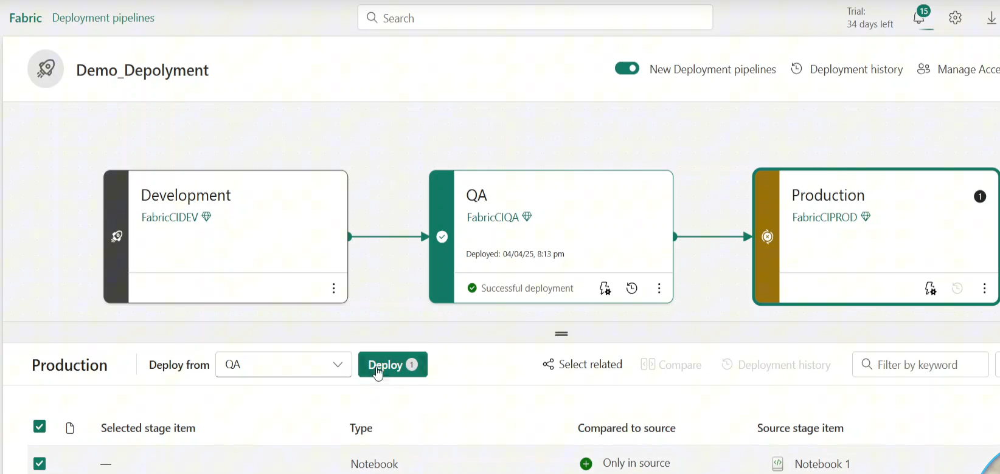 Fabric Deployment pipelines Search Trial: 15
34 days left
Demo_Depolyment New Deployment pipelines Deployment history Manage Acce
Development QA Production 1
FabricCIDEV FabricCIQA FabricCIPROD
Deployed: 04/04/25, 8:13 pm
Successful deployment
Production Deploy from QA Deploy 1 Select related Compare Deployment history Filter by keyword
Selected stage item Type Compared to source Source stage item
— Notebook Only in source Notebook 1